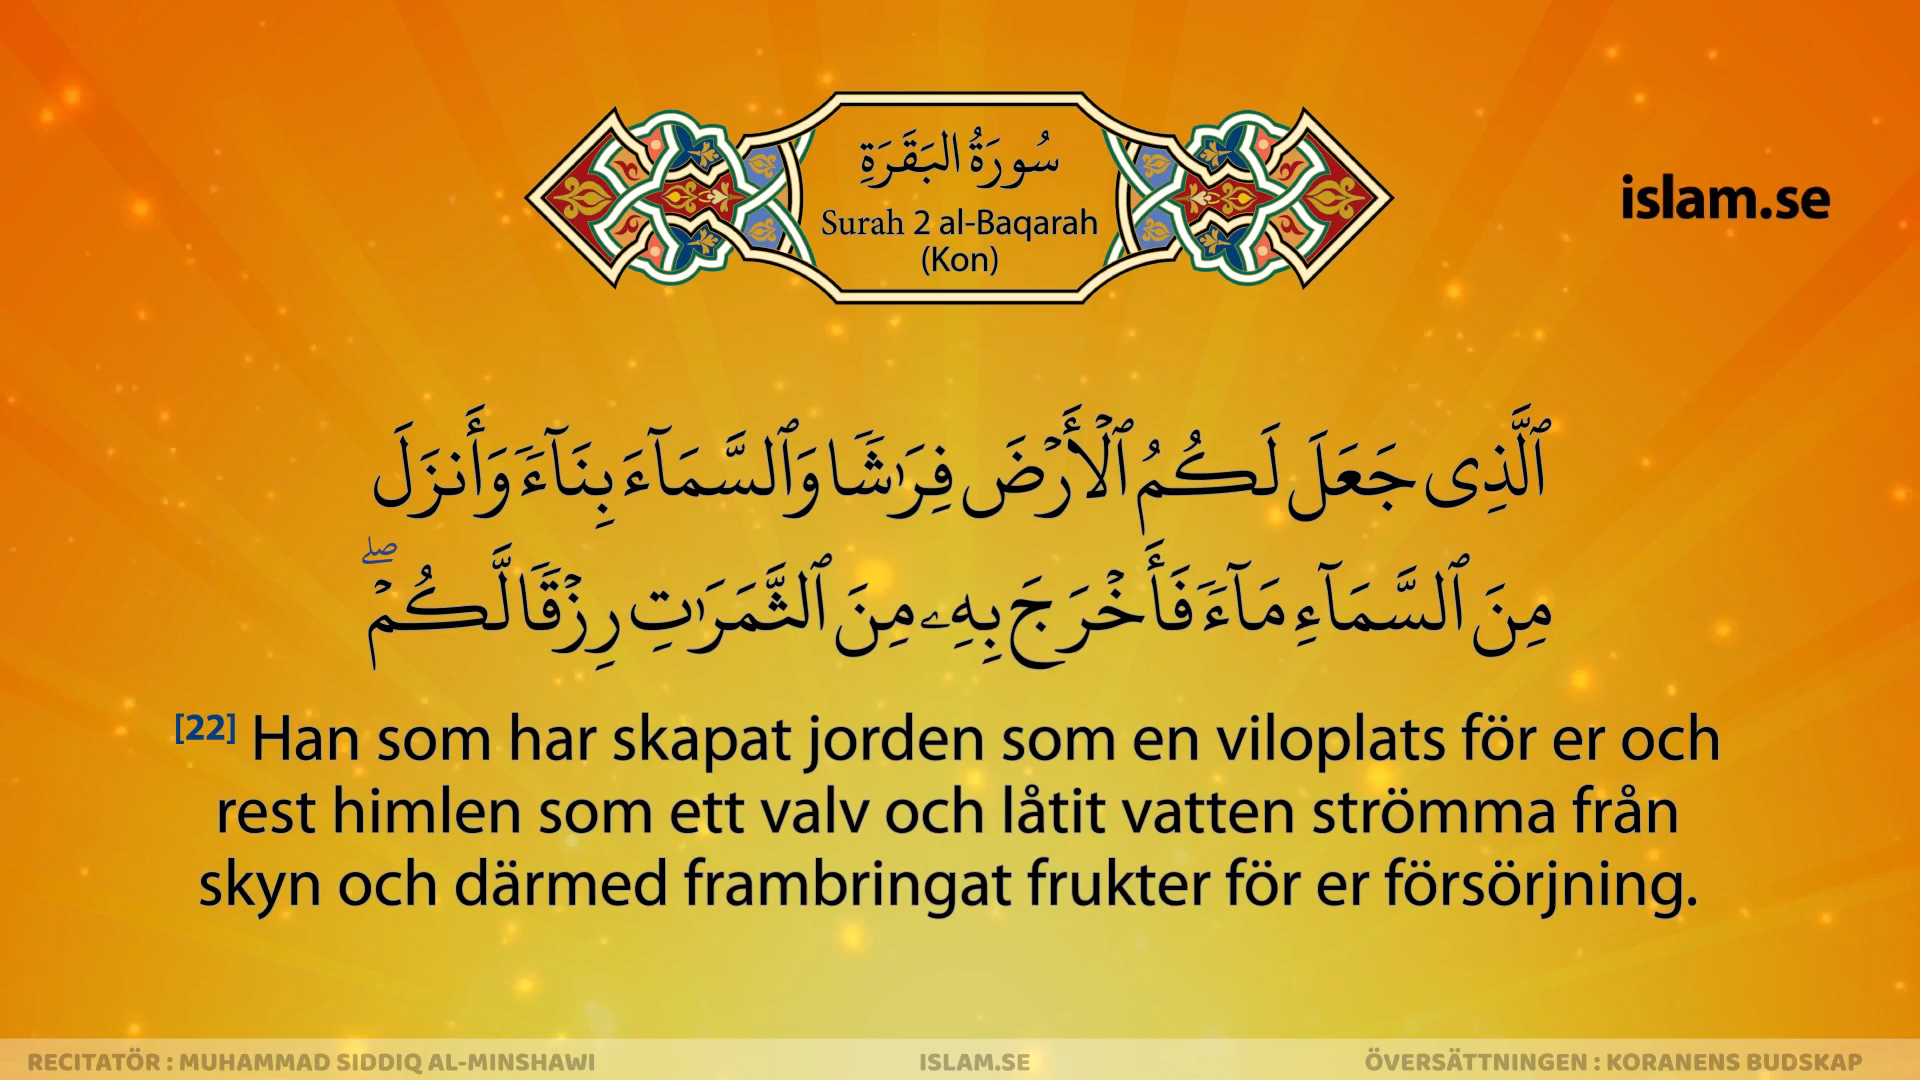 سُورَةُ البَقَرَةِ
Surah 2 al-Baqarah
(Kon)
islam.se
ٱلَّذِى جَعَلَ لَكُمُ ٱلْأَرْضَ فِرَٰشًا وَٱلسَّمَآءَ بِنَآءً وَأَنزَلَ
مِنَ ٱلسَّمَآءِ مَآءً فَأَخْرَجَ بِهِۦ مِنَ ٱلثَّمَرَٰتِ رِزْقًا لَّكُمْ ۖ
[22] Han som har skapat jorden som en viloplats för er och
rest himlen som ett valv och låtit vatten strömma från
skyn och därmed frambringat frukter för er försörjning.
RECITATÖR : MUHAMMAD SIDDIQ AL-MINSHAWI
ISLAM.SE
ÖVERSÄTTNINGEN : KORANENS BUDSKAP